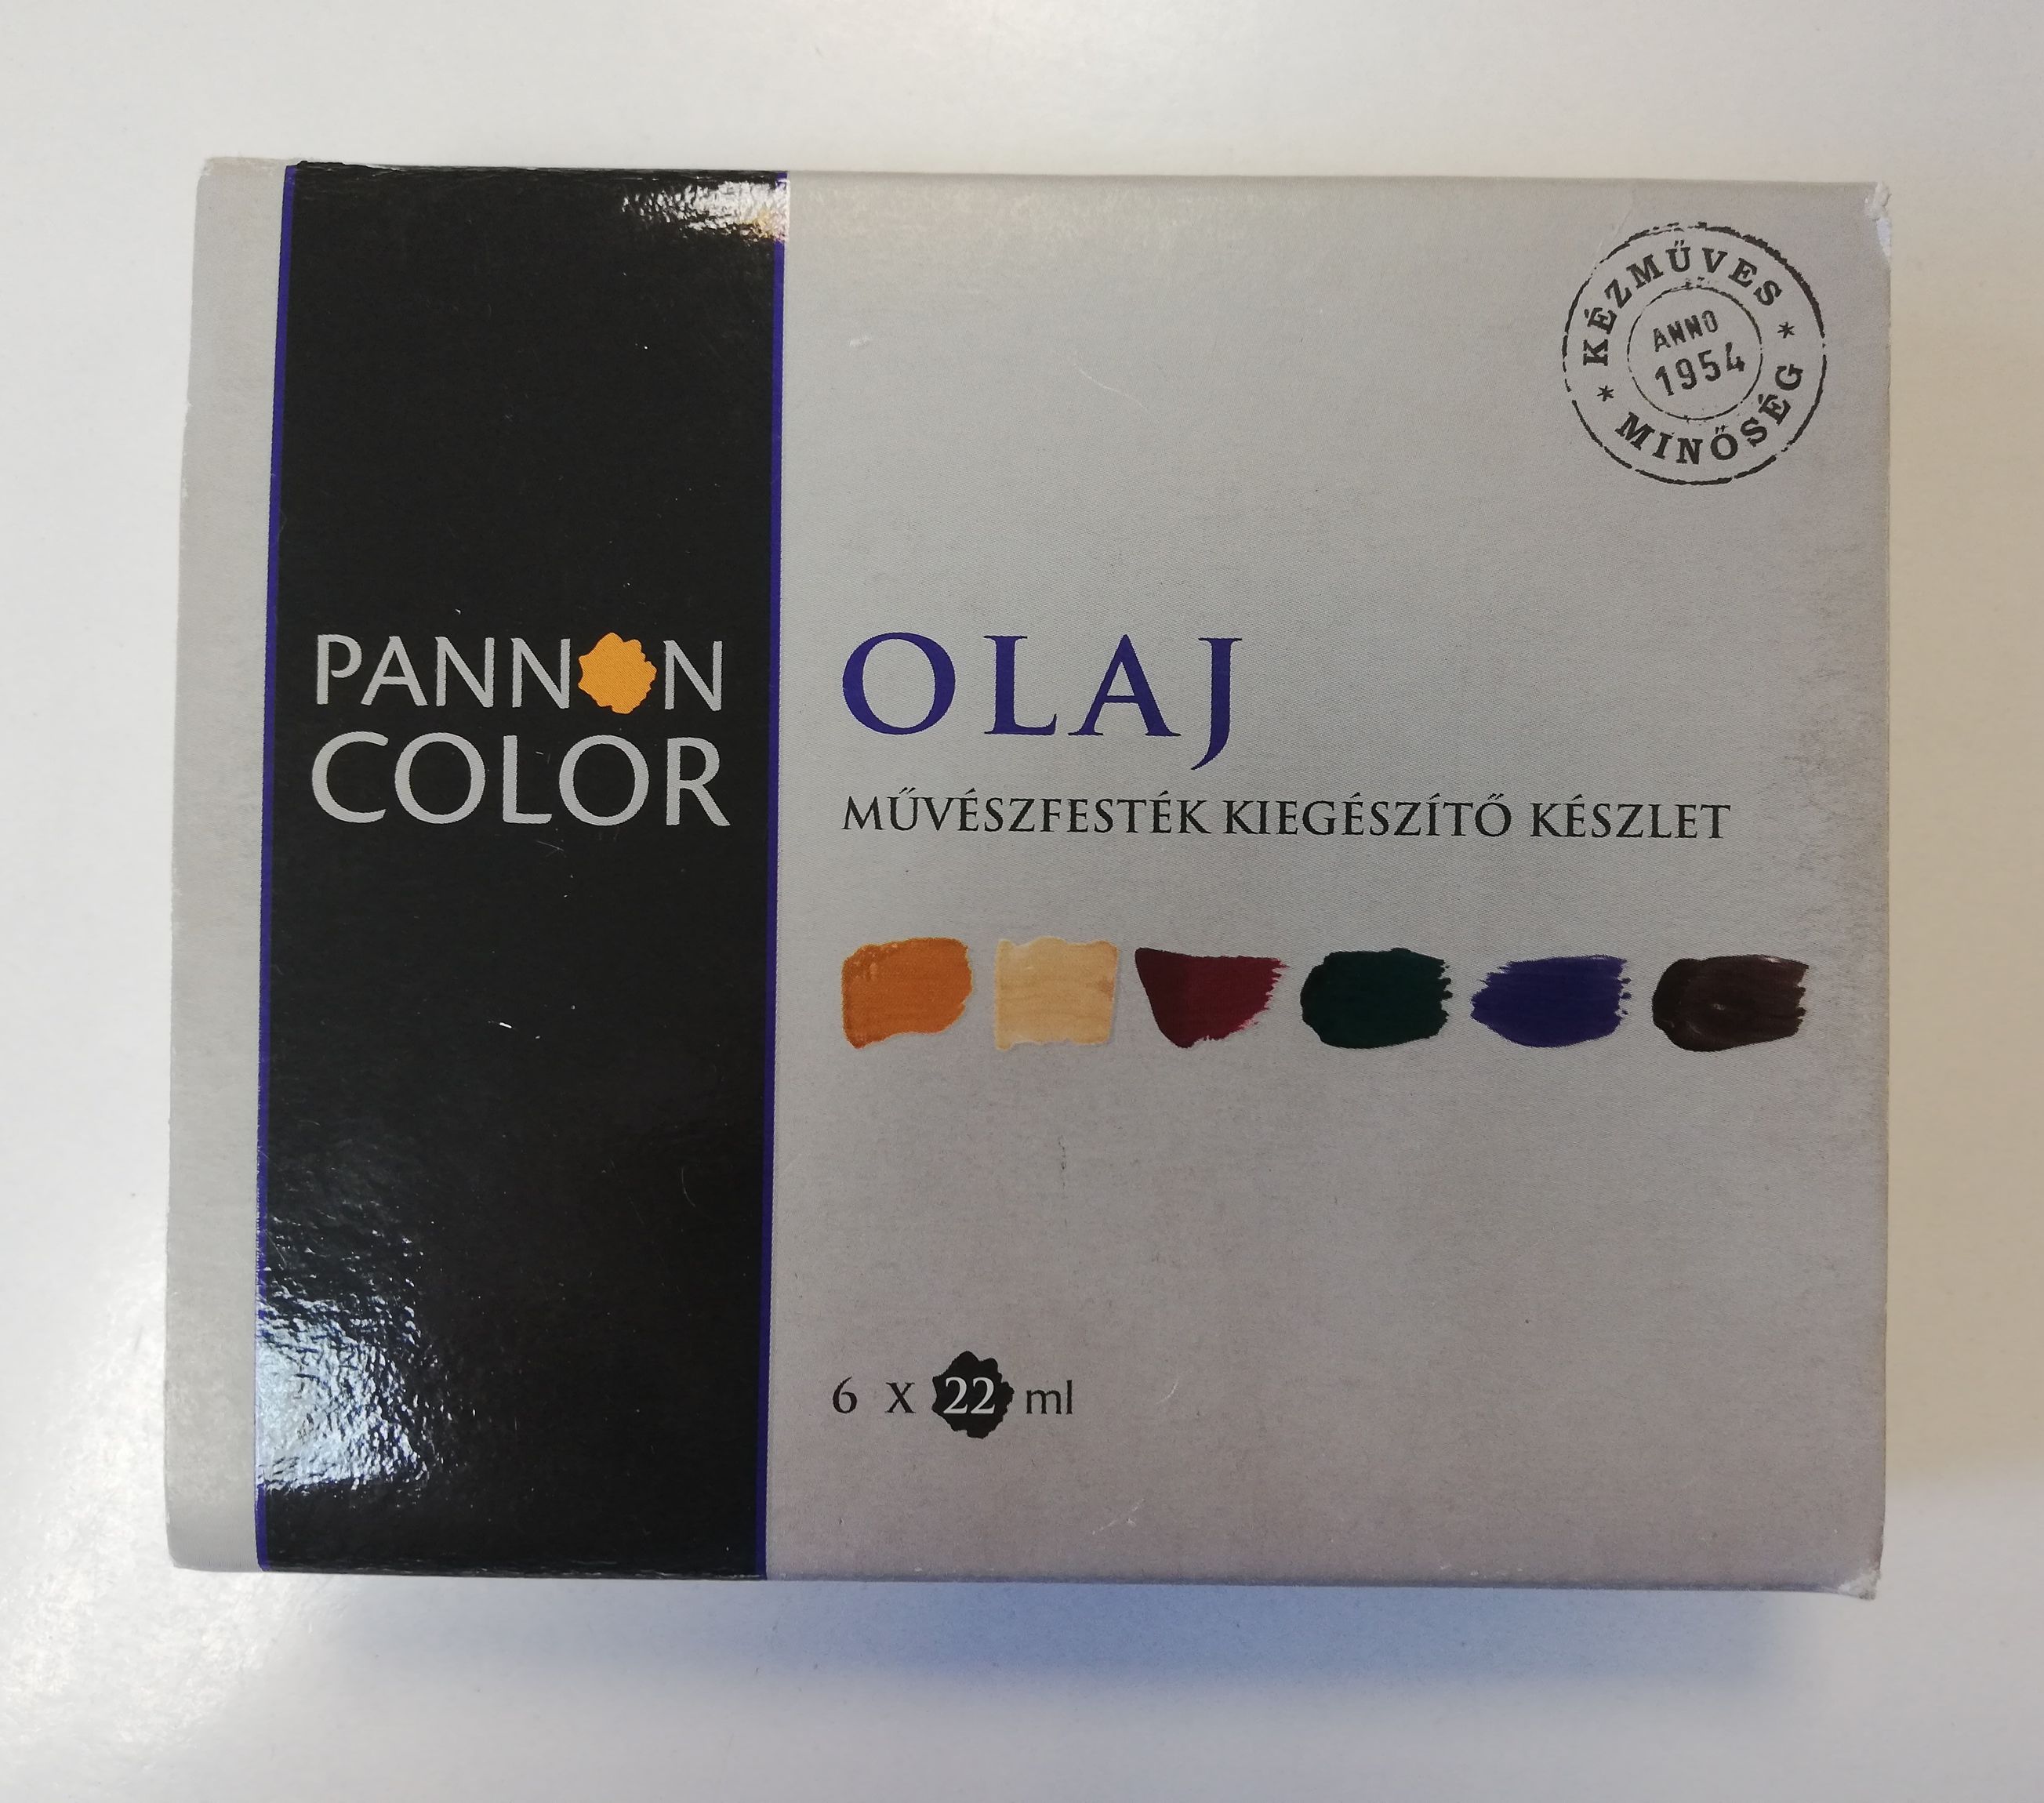 KÉZMŰVES
ANNO
1954
MINŐSÉG
PANNON
COLOR
OLAJ
MŰVÉSZFESTÉK KIEGÉSZÍTŐ KÉSZLET
6 X 22 ml